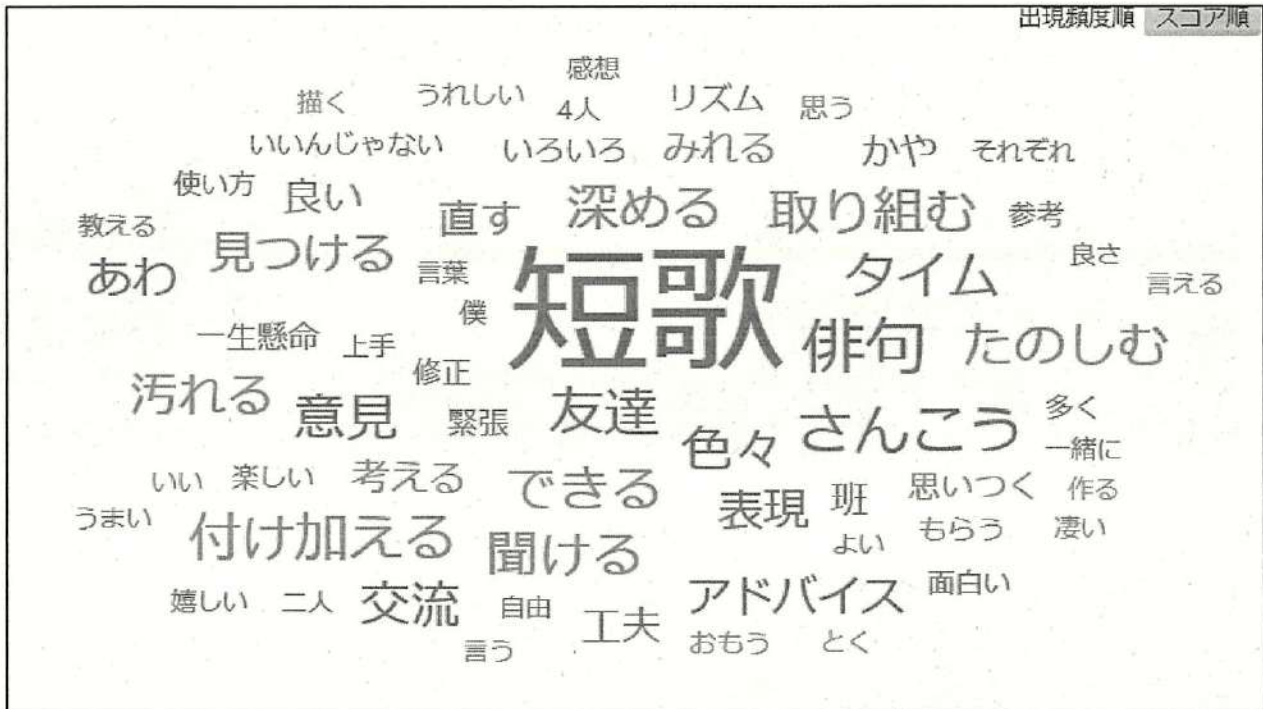 出現頻度順 スコア順
感想
描く うれしい 4人 リズム 思う
いいんじゃない いろいろ みれる かや それぞれ
使い方 良い 直す 深める 取り組む 参考
教える 見つける 言葉 短歌 タイム 良さ
あわ 僕 言える
一生懸命 上手 修正 俳句 たのしむ
汚れる 意見 緊張 友達 色々 さんこう 多く
一緒に
いい 楽しい 考える できる 表現 班 思いつく 作る
うまい 付け加える 聞ける よい もらう 凄い
嬉しい 二人 交流 自由 工夫 アドバイス 面白い
言う おもう とく